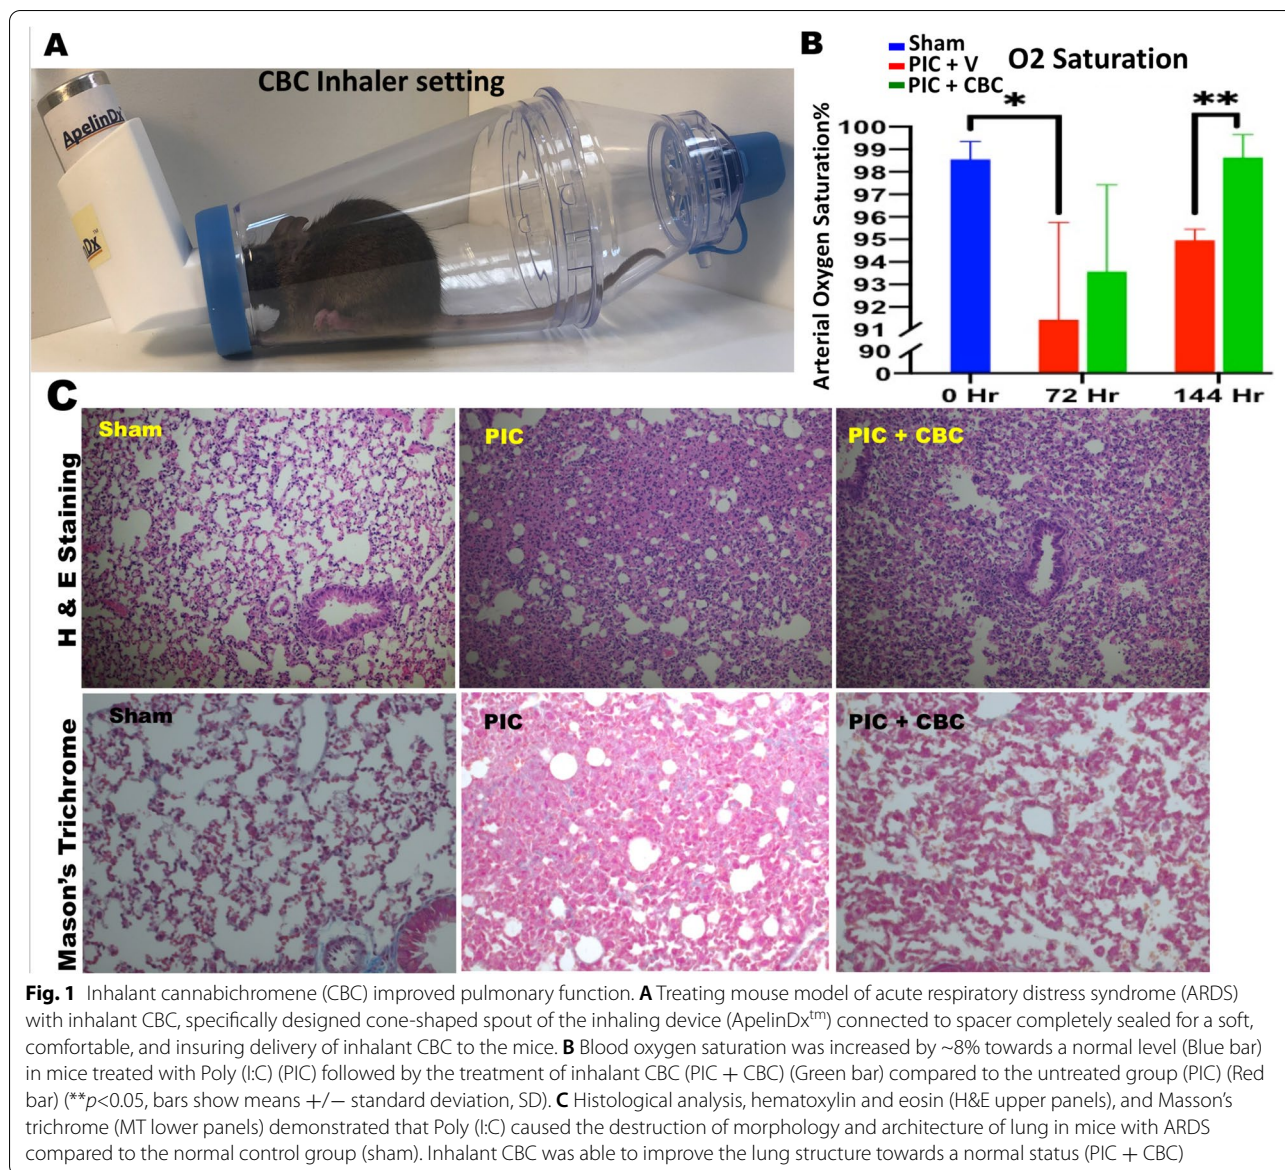 A
CBC Inhaler setting
ApelinDx
Dx™
B
Sham
PIC + V
PIC + CBC
O2 Saturation
*
**
Arterial Oxygen Saturation%
100
99
98
97
96
95
94
93
92
91
90
0
0 Hr
72 Hr
144 Hr
C
H & E Staining
Sham
PIC
PIC + CBC
Mason's Trichrome
Sham
PIC
PIC + CBC
Fig. 1 Inhalant cannabichromene (CBC) improved pulmonary function. A Treating mouse model of acute respiratory distress syndrome (ARDS)
with inhalant CBC, specifically designed cone-shaped spout of the inhaling device (ApelinDx™) connected to spacer completely sealed for a soft,
comfortable, and insuring delivery of inhalant CBC to the mice. B Blood oxygen saturation was increased by ~8% towards a normal level (Blue bar)
in mice treated with Poly (I:C) (PIC) followed by the treatment of inhalant CBC (PIC + CBC) (Green bar) compared to the untreated group (PIC) (Red
bar) (**p<0.05, bars show means +/− standard deviation, SD). C Histological analysis, hematoxylin and eosin (H&E upper panels), and Masson's
trichrome (MT lower panels) demonstrated that Poly (I:C) caused the destruction of morphology and architecture of lung in mice with ARDS
compared to the normal control group (sham). Inhalant CBC was able to improve the lung structure towards a normal status (PIC + CBC)